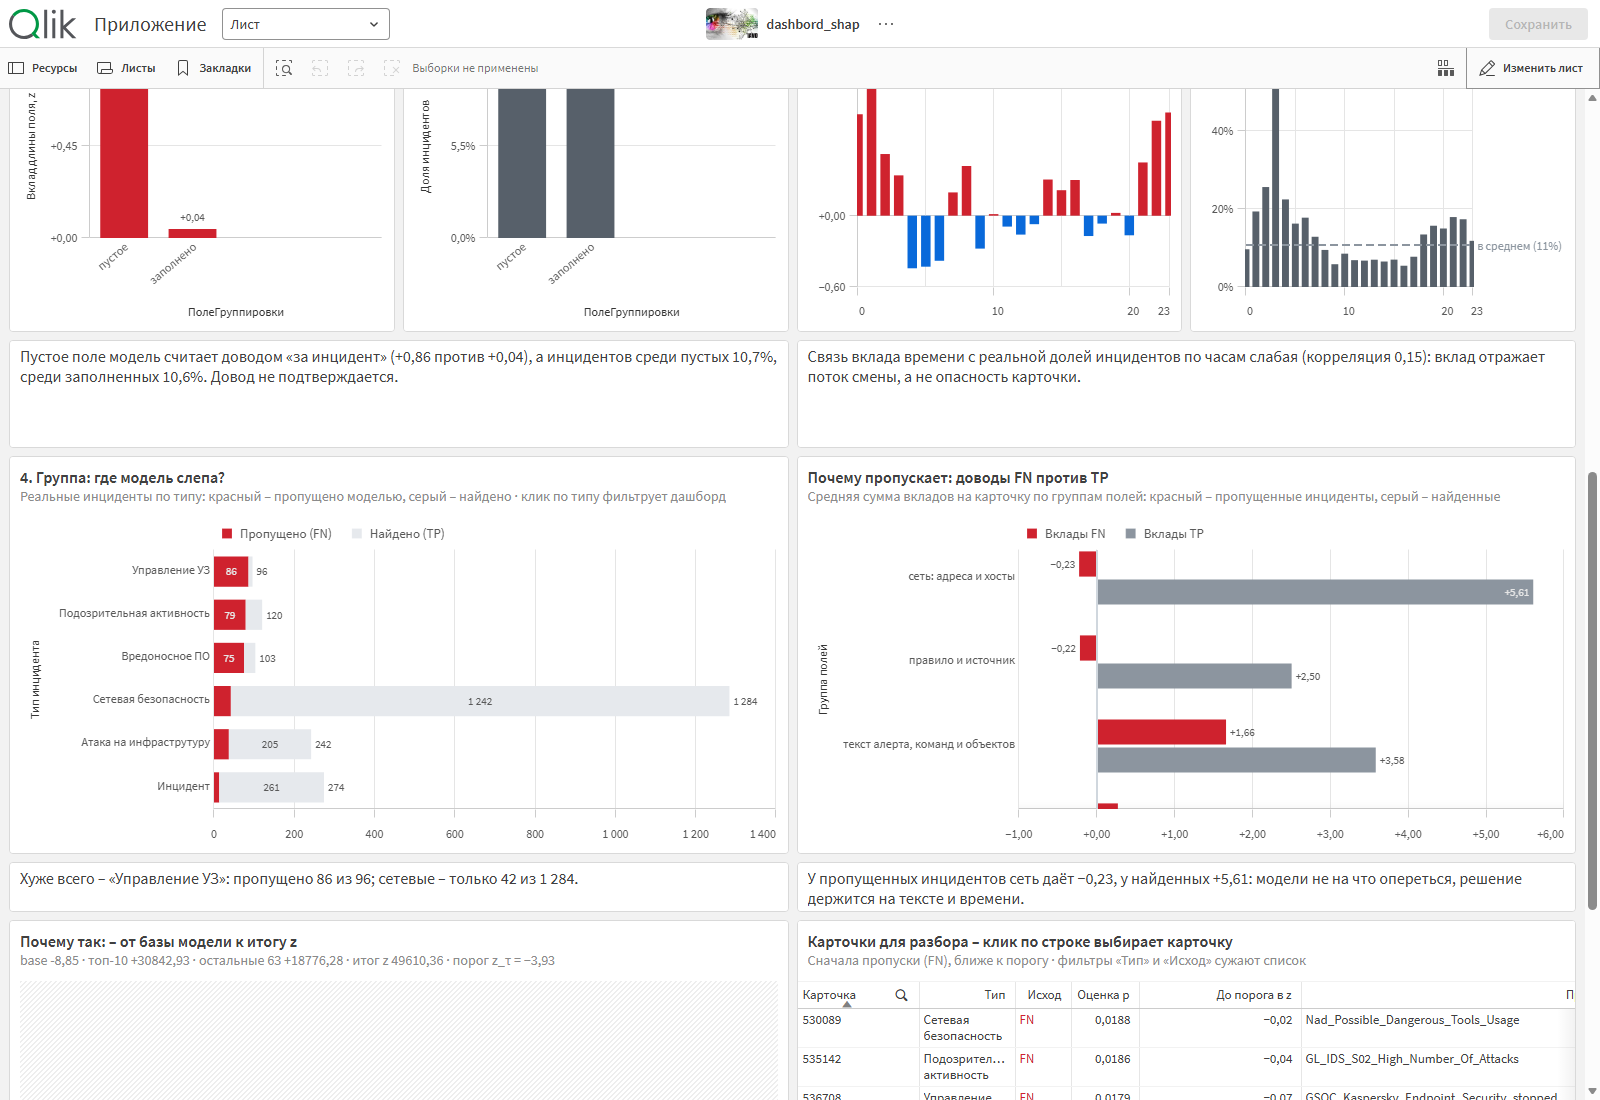 Qlik
Приложение
Лист
dashbord_shap
Сохранить
Ресурсы
Листы
Закладки
Выборки не применены
Изменить лист
Вклад длины поля, z
+0,45
+0,04
+0,00
пустое
заполнено
ПолеГруппировки
Доля инцидентов
5,5%
0,0%
пустое
заполнено
ПолеГруппировки
+0,00
−0,60
0 10 20 23
40%
20%
0%
в среднем (11%)
0 10 20 23
Пустое поле модель считает доводом «за инцидент» (+0,86 против +0,04), а инцидентов среди пустых 10,7%,
среди заполненных 10,6%. Довод не подтверждается.
Связь вклада времени с реальной долей инцидентов по часам слабая (корреляция 0,15): вклад отражает
поток смены, а не опасность карточки.
4. Группа: где модель слепа?
Реальные инциденты по типу: красный – пропущено моделью, серый – найдено · клик по типу фильтрует дашборд
Пропущено (FN) Найдено (TP)
Тип инцидента
Управление УЗ 86 96
Подозрительная активность 79 120
Вредоносное ПО 75 103
Сетевая безопасность 1 242 1 284
Атака на инфраструтуру 205 242
Инцидент 261 274
0 200 400 600 800 1 000 1 200 1 400
Почему пропускает: доводы FN против TP
Средняя сумма вкладов на карточку по группам полей: красный – пропущенные инциденты, серый – найденные
Вклады FN Вклады TP
Группа полей
−0,23
сеть: адреса и хосты
+5,61
−0,22
правило и источник
+2,50
+1,66
текст алерта, команд и объектов
+3,58
−1,00 +0,00 +1,00 +2,00 +3,00 +4,00 +5,00 +6,00
Хуже всего – «Управление УЗ»: пропущено 86 из 96; сетевые – только 42 из 1 284.
У пропущенных инцидентов сеть даёт −0,23, у найденных +5,61: модели не на что опереться, решение
держится на тексте и времени.
Почему так: – от базы модели к итогу z
base -8,85 · топ-10 +30842,93 · остальные 63 +18776,28 · итог z 49610,36 · порог z_τ = −3,93
Карточки для разбора – клик по строке выбирает карточку
Сначала пропуски (FN), ближе к порогу · фильтры «Тип» и «Исход» сужают список
Карточка Тип Исход Оценка p До порога в z П
530089 Сетевая безопасность FN 0,0188 −0,02 Nad_Possible_Dangerous_Tools_Usage
535142 Подозрител... активность FN 0,0186 −0,04 GL_IDS_S02_High_Number_Of_Attacks
536708 Управление FN 0,0179 −0,07 GSOC_Kaspersky_Endpoint_Security_stopped